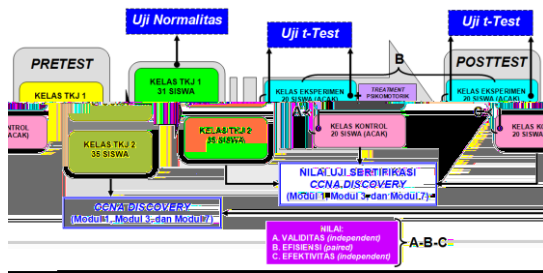 Uji Normalitas
Uji t-Test
Uji t-Test
PRETEST
POSTTEST
B
KELAS TKJ 1
31 SISWA
KELAS TKJ 1
KELAS EKSPERIMEN
20 SISWA (ACAK)
+
TREATMENT
PSIKOMOTORIK
KELAS EKSPERIMEN
20 SISWA (ACAK)
A
C
KONTROL
(ACAK)
KELAS TKJ 2
35 SISWA
KELAS TKJ 2
35 SISWA
KELAS KONTROL
20 SISWA (ACAK)
KELAS
20 SISWA
NILAI UJI SERTIFIKASI
CCNA DISCOVERY
(Modul 1, Modul 3, dan Modul 7)
CCNA DISCOVERY
(Modul 1, Modul 3, dan Modul 7)
NILAI:
A. VALIDITAS (independent)
B. EFISIENSI (paired)
C. EFEKTIVITAS (independent)
A-B-C